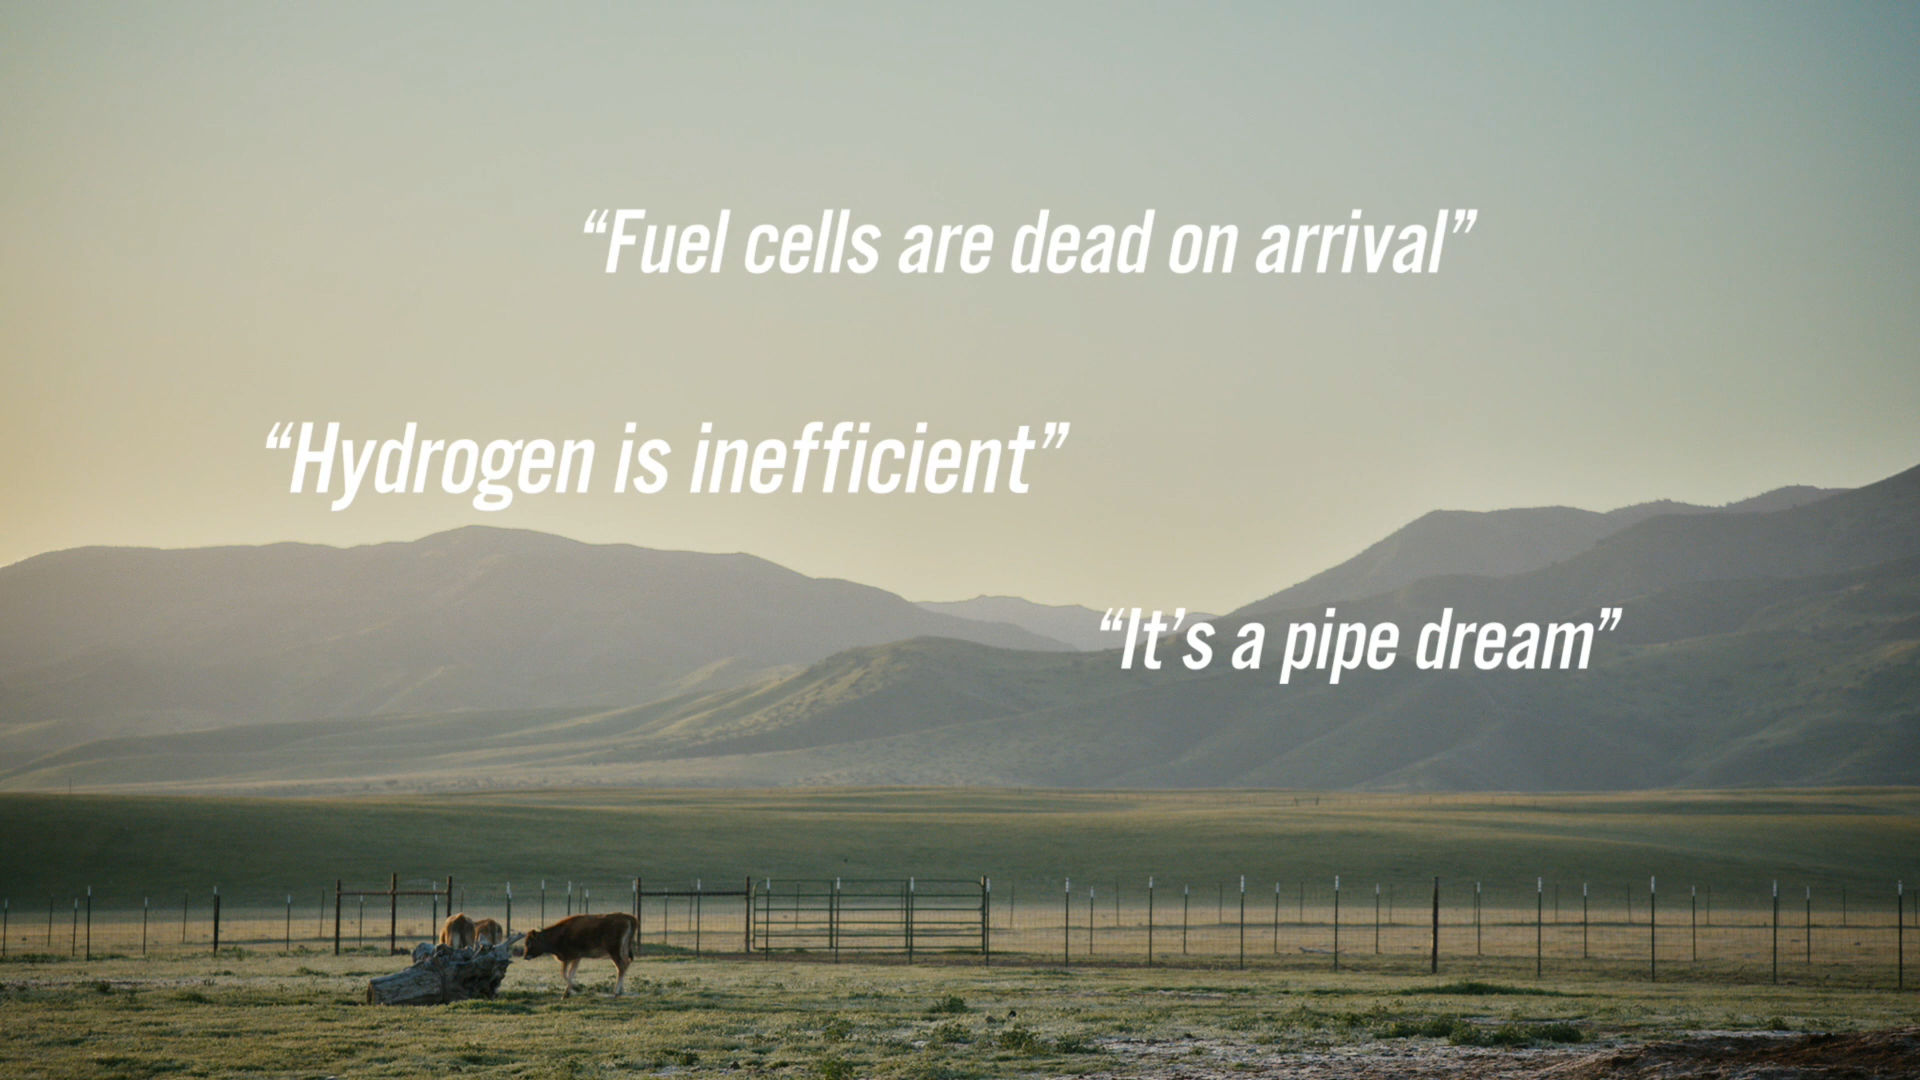 “Fuel cells are dead on arrival”
“Hydrogen is inefficient”
“It’s a pipe dream”